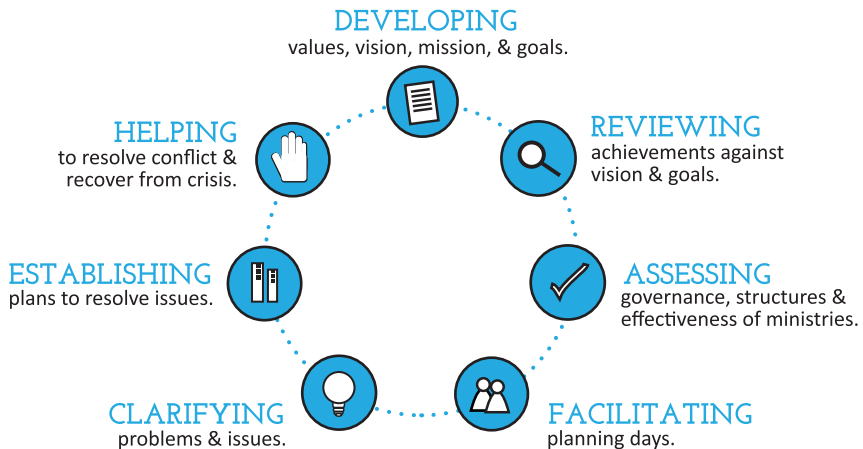 DEVELOPING
values, vision, mission, & goals.
REVIEWING
achievements against
vision & goals.
ASSESSING
governance, structures &
effectiveness of ministries.
FACILITATING
planning days.
CLARIFYING
problems & issues.
ESTABLISHING
plans to resolve issues.
HELPING
to resolve conflict &
recover from crisis.